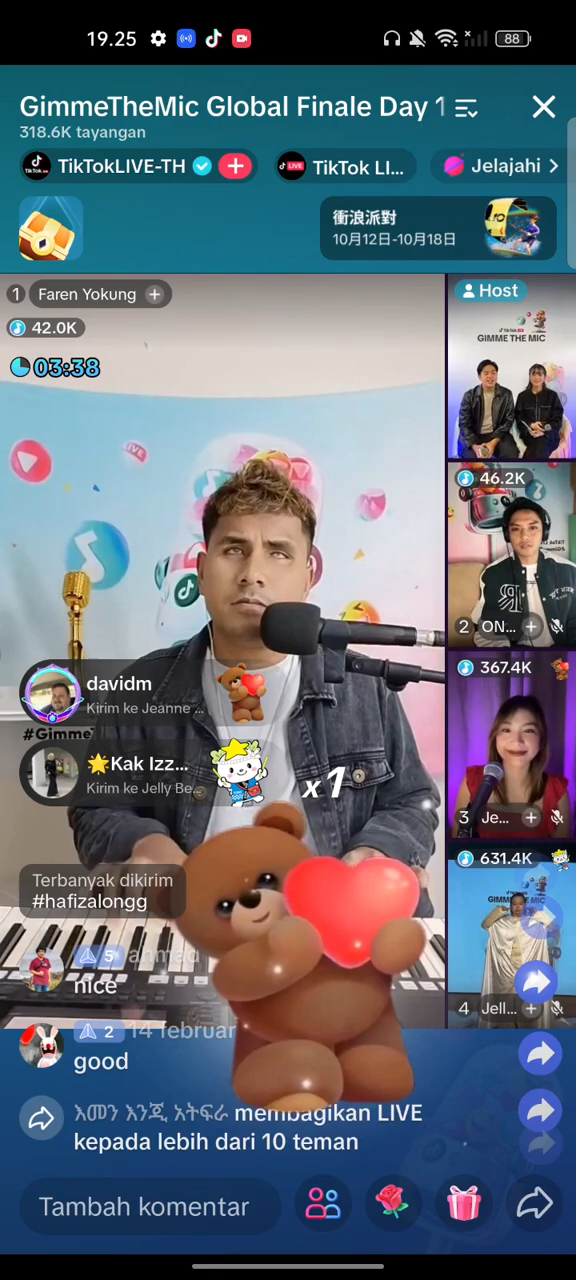 19.25
88
GimmeTheMic Global Finale Day 1
318.6K tayangan
TikTokLIVE-TH
TikTok LI...
Jelajahi
衝浪派對
10月12日-10月18日
1 Faren Yokung
42.0K
03:38
Host
GIMME THE MIC
46.2K
2 ON...
367.4K
3 Je...
631.4K
4 Jell...
davidm
Kirim ke Jeanne ...
#Gimme
🌟Kak Izz...
Kirim ke Jelly Be...
x1
Terbanyak dikirim
#hafizalongg
5 ahmad
nice
2 14 februar
good
እመን እንጂ አትፍራ membagikan LIVE
kepada lebih dari 10 teman
Tambah komentar